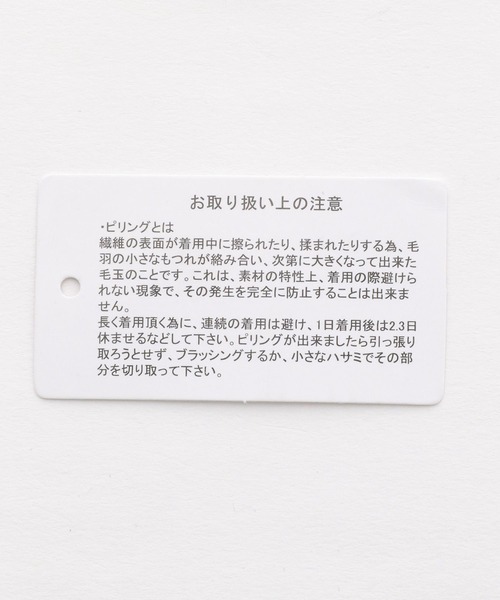 お取り扱い上の注意
・ピリングとは
繊維の表面が着用中に擦られたり、揉まれたりする為、毛
羽の小さなもつれが絡み合い、次第に大きくなって出来た
毛玉のことです。これは、素材の特性上、着用の際避けら
れない現象で、その発生を完全に防止することは出来ま
せん。
長く着用頂く為に、連続の着用は避け、1日着用後は2.3日
休ませるなどして下さい。ピリングが出来ましたら引っ張り
取ろうとせず、ブラッシングするか、小さなハサミでその部
分を切り取って下さい。